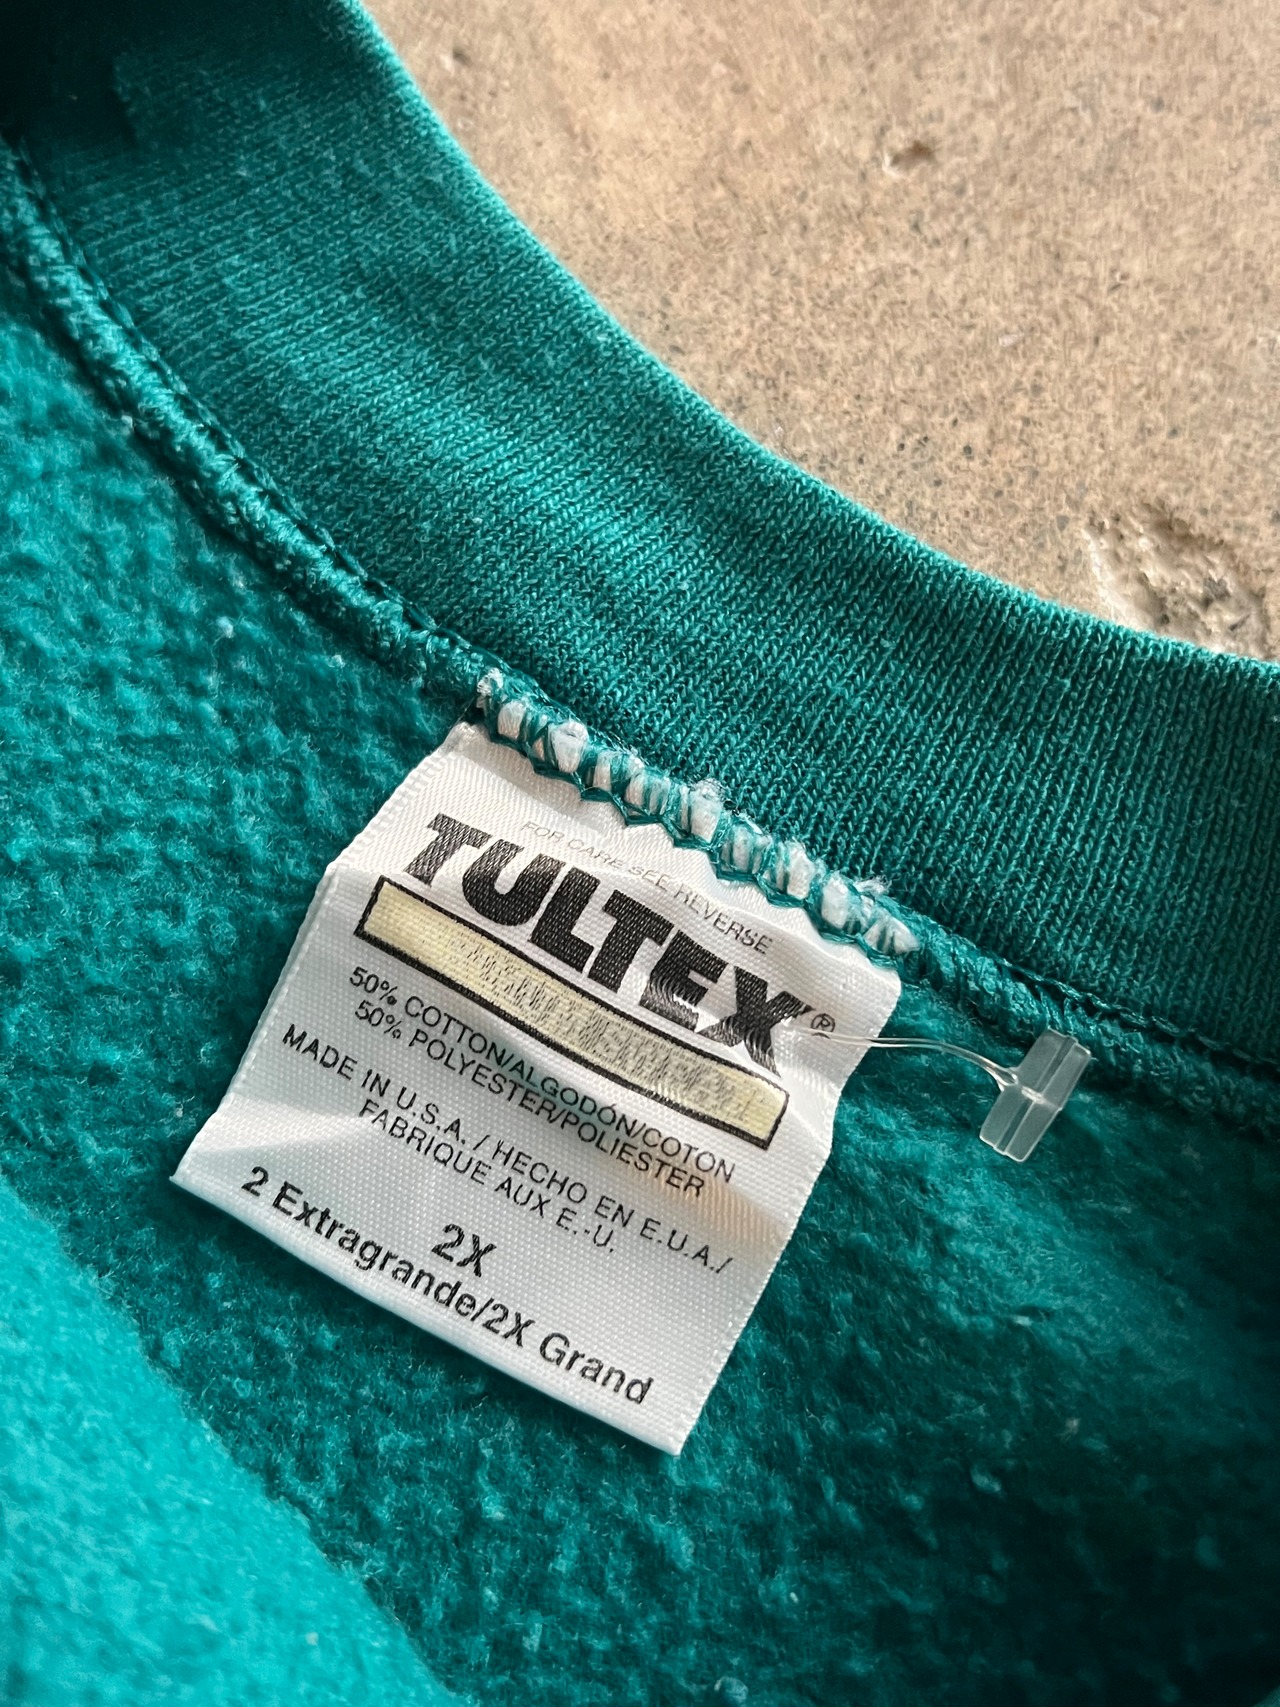 FOR CARE SEE REVERSE
TULTEX®
50% COTTON/ALGODÓN/COTON
50% POLYESTER/POLIESTER
MADE IN U.S.A. / HECHO EN E.U.A./
FABRIQUE AUX E.-U.
2X
2 Extragrande/2X Grand